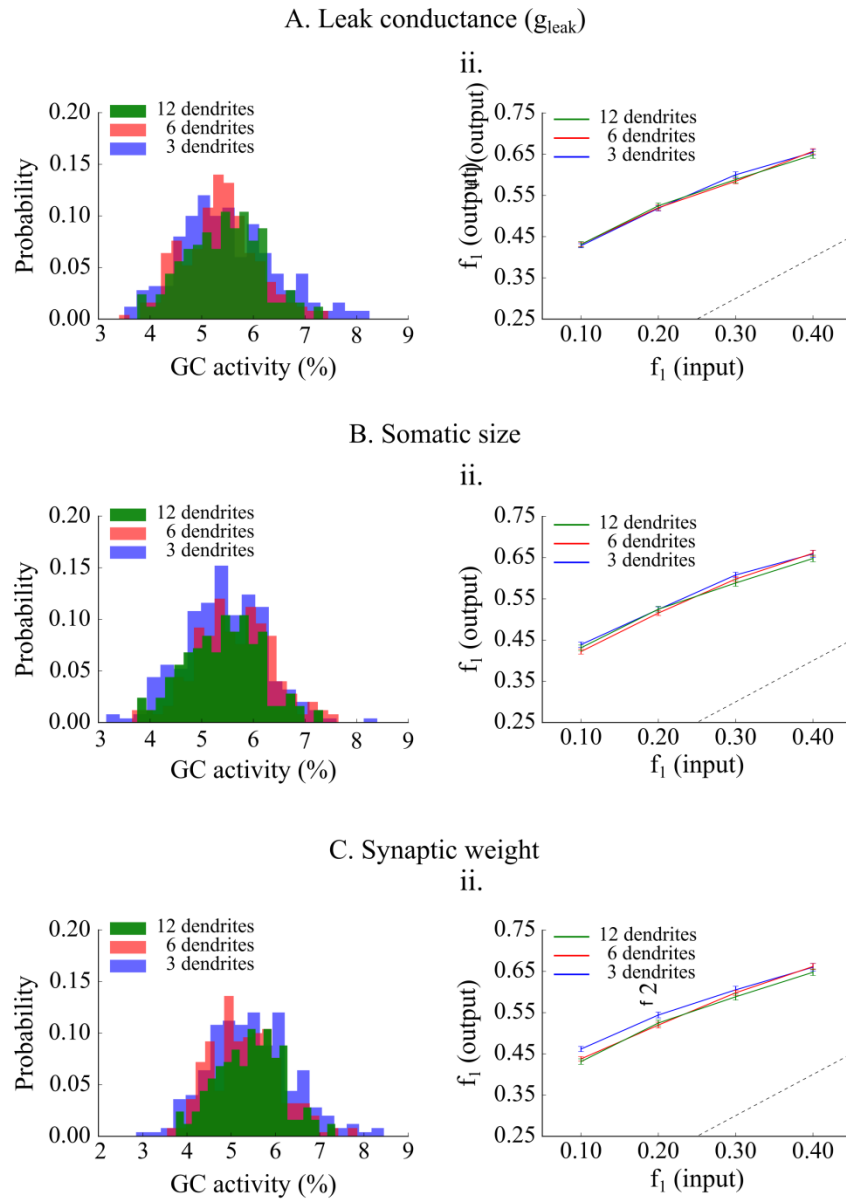 A. Leak conductance (g_leak)
ii.
12 dendrites
6 dendrites
3 dendrites
0.20
0.15
0.10
0.05
0.00
Probability
3 4 5 6 7 8 9
GC activity (%)
12 dendrites
6 dendrites
3 dendrites
0.75
0.65
0.55
0.45
0.35
0.25
f₁ (output)
(output)
0.10 0.20 0.30 0.40
f₁ (input)
B. Somatic size
ii.
12 dendrites
6 dendrites
3 dendrites
0.20
0.15
0.10
0.05
0.00
Probability
3 4 5 6 7 8 9
GC activity (%)
12 dendrites
6 dendrites
3 dendrites
0.75
0.65
0.55
0.45
0.35
0.25
f₁ (output)
0.10 0.20 0.30 0.40
f₁ (input)
C. Synaptic weight
ii.
12 dendrites
6 dendrites
3 dendrites
0.20
0.15
0.10
0.05
0.00
Probability
2 3 4 5 6 7 8 9
GC activity (%)
12 dendrites
6 dendrites
3 dendrites
f 2
0.75
0.65
0.55
0.45
0.35
0.25
f₁ (output)
0.10 0.20 0.30 0.40
f₁ (input)